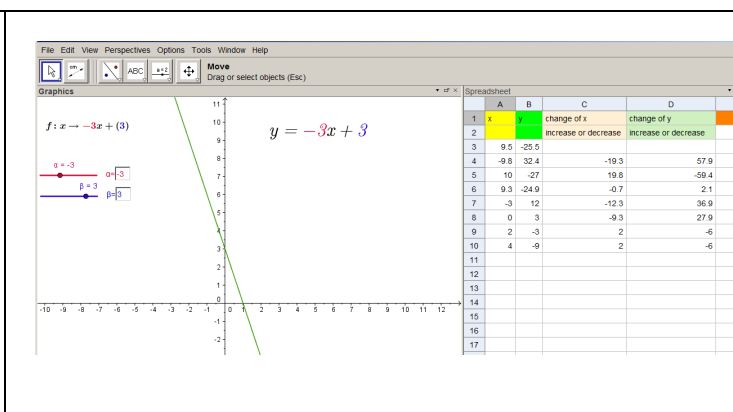 File Edit View Perspectives Options Tools Window Help
ABC a=2 Move
Drag or select objects (Esc)
Graphics
f : x → −3x + (3)
y = −3x + 3
α = -3
α=-3
β = 3
β=3
11
10
9
8
7
6
5
4
3
2
1
0
-10 -9 -8 -7 -6 -5 -4 -3 -2 -1 0 1 2 3 4 5 6 7 8 9 10 11 12
-1
-2
Spreadsheet
A B C D
1 x y change of x change of y
2 increase or decrease increase or decrease
3 9.5 -25.5
4 -9.8 32.4 -19.3 57.9
5 10 -27 19.8 -59.4
6 9.3 -24.9 -0.7 2.1
7 -3 12 -12.3 36.9
8 0 3 -9.3 27.9
9 2 -3 2 -6
10 4 -9 2 -6
11
12
13
14
15
16
17